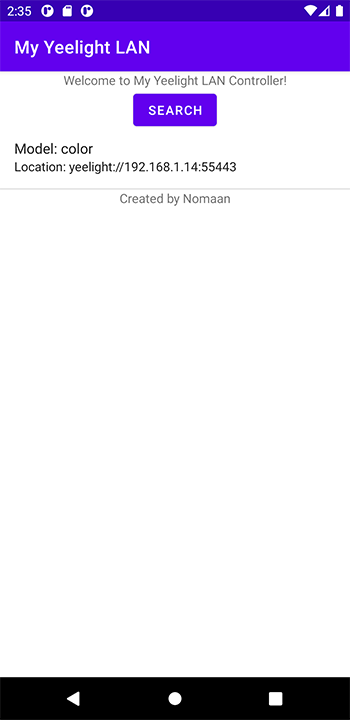 2:35
My Yeelight LAN
Welcome to My Yeelight LAN Controller!
SEARCH
Model: color
Location: yeelight://192.168.1.14:55443
Created by Nomaan